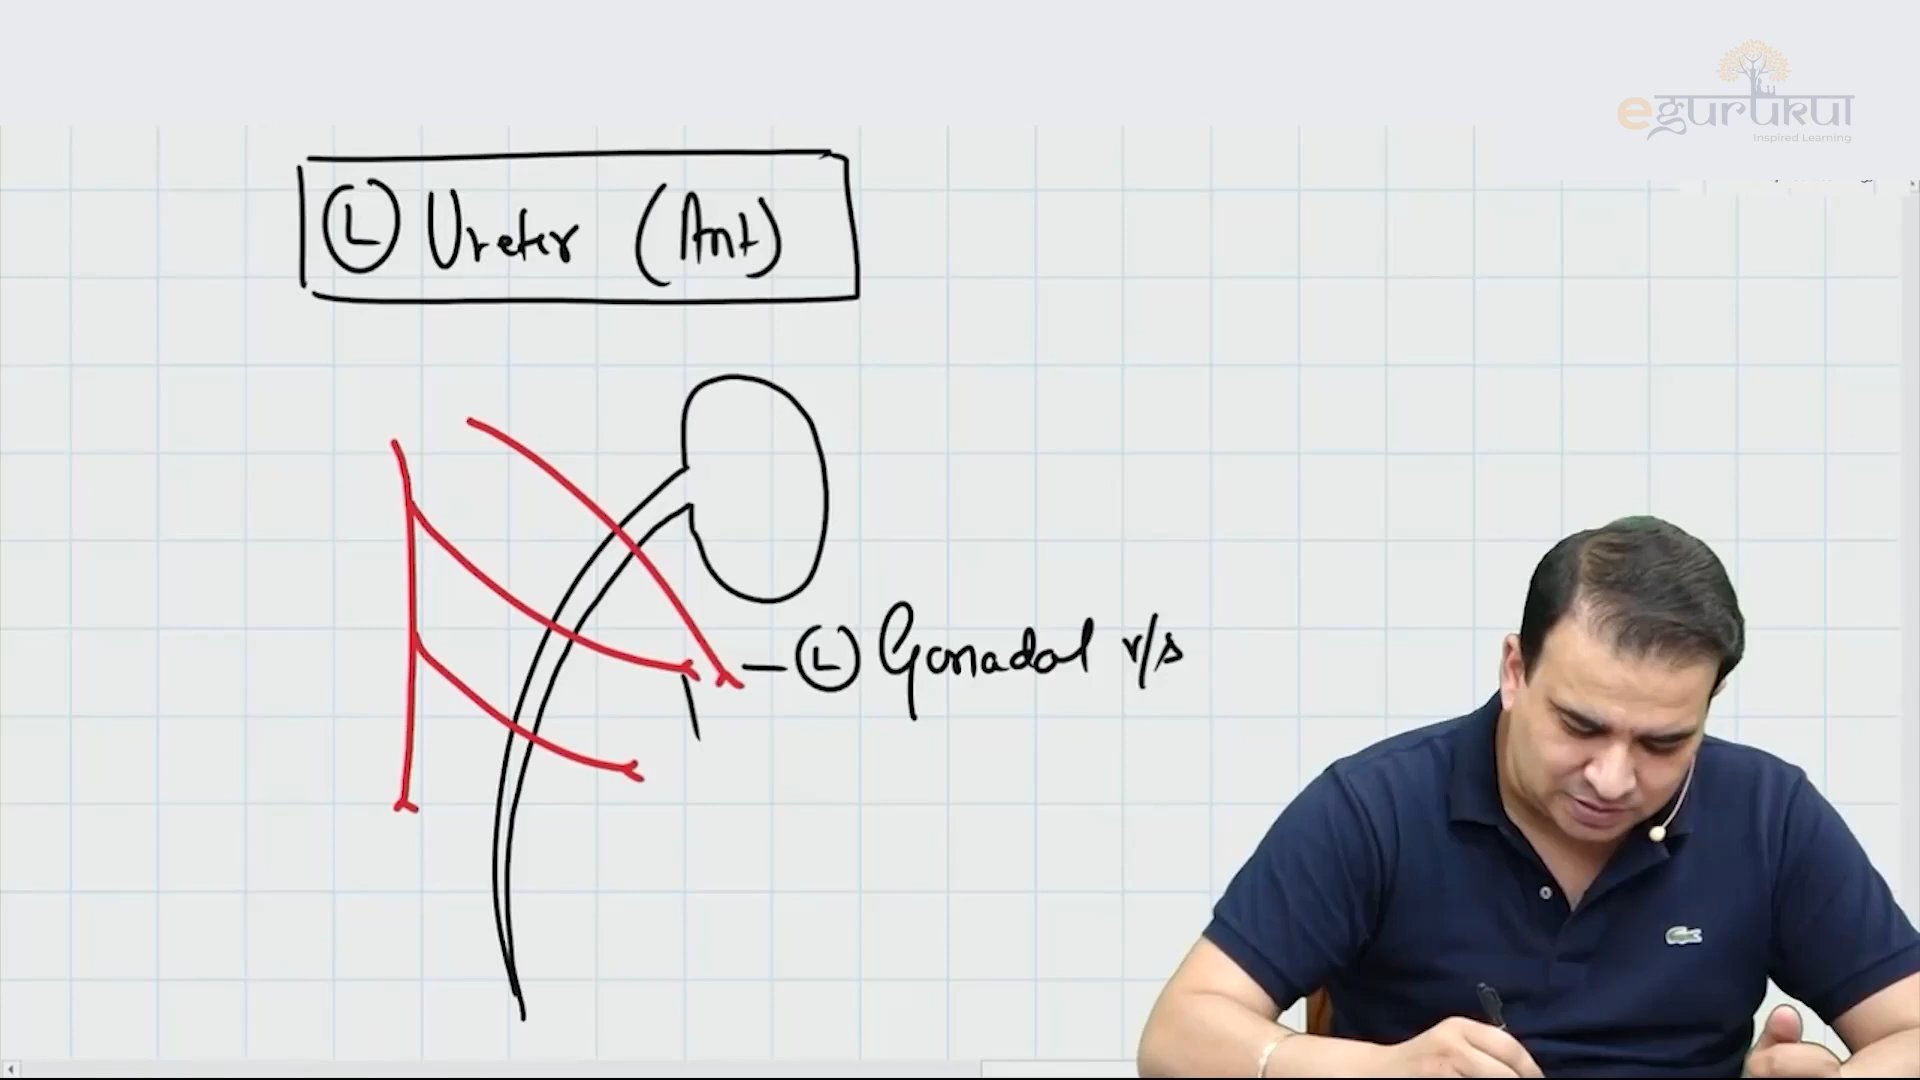 egurukul
Inspired Learning
Ⓛ Ureter (Ant)
Ⓛ Gonadal v/s